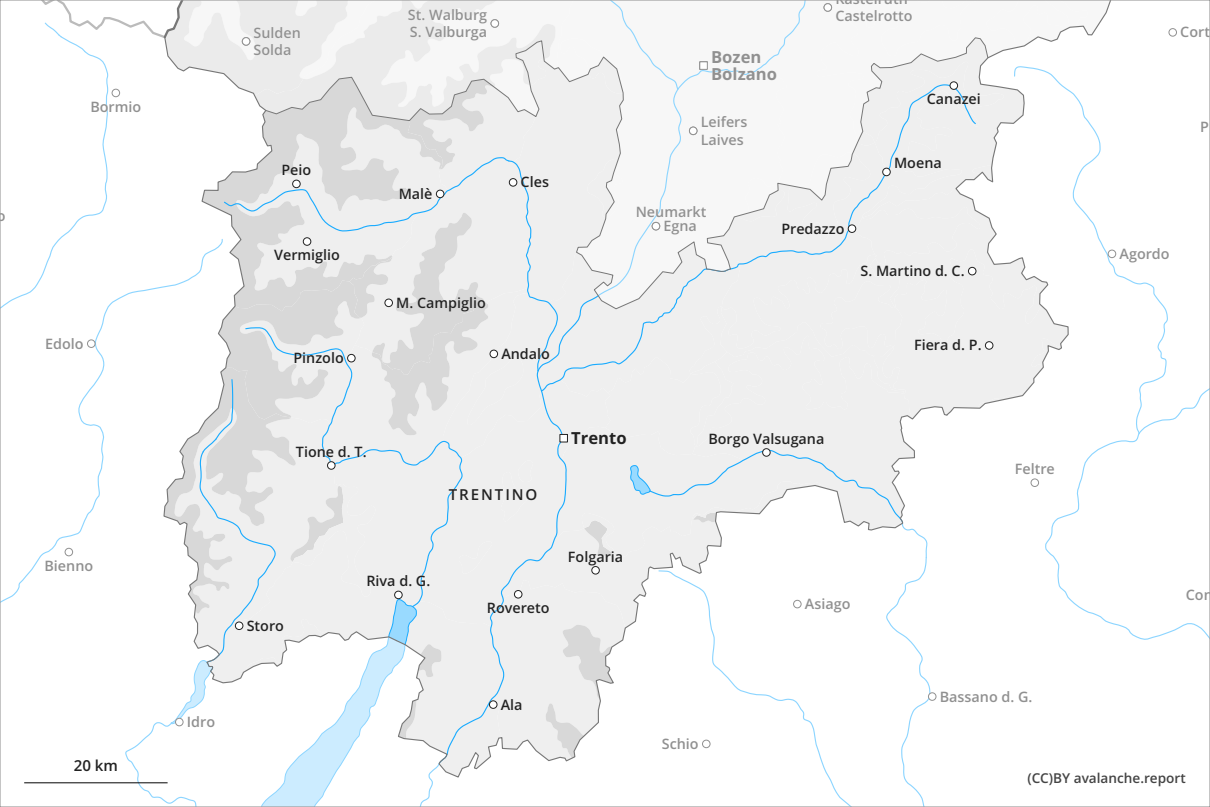 Kastelruth
Castelrotto
St. Walburg
S. Valburga
Sulden
Solda
Cort
Bozen
Bolzano
Bormio
Canazei
Leifers
Laives
P
Moena
Peio
Malè
Cles
Neumarkt
Egna
Predazzo
Vermiglio
Agordo
S. Martino d. C.
M. Campiglio
Edolo
Pinzolo
Andalo
Fiera d. P.
Trento
Borgo Valsugana
Tione d. T.
Feltre
TRENTINO
Bienno
Folgaria
Riva d. G.
Cor
Rovereto
Asiago
Storo
Bassano d. G.
Ala
Idro
Schio
20 km
(CC)BY avalanche.report